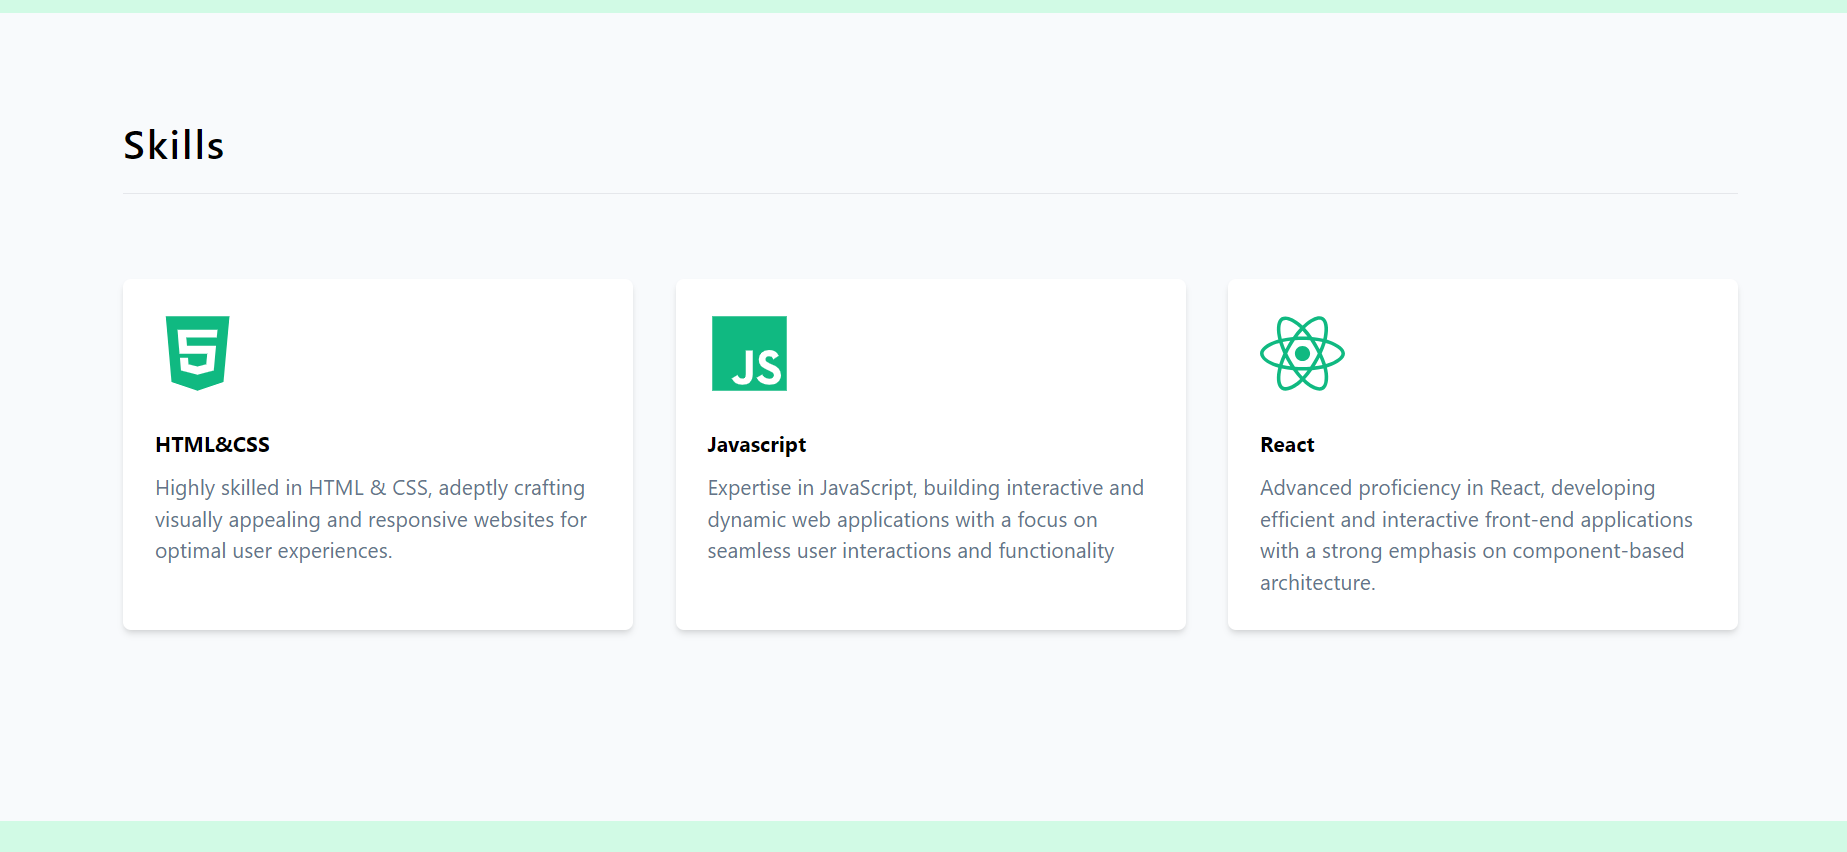 Skills
5
JS
HTML&CSS
Highly skilled in HTML & CSS, adeptly crafting
visually appealing and responsive websites for
optimal user experiences.
Javascript
Expertise in JavaScript, building interactive and
dynamic web applications with a focus on
seamless user interactions and functionality
React
Advanced proficiency in React, developing
efficient and interactive front-end applications
with a strong emphasis on component-based
architecture.